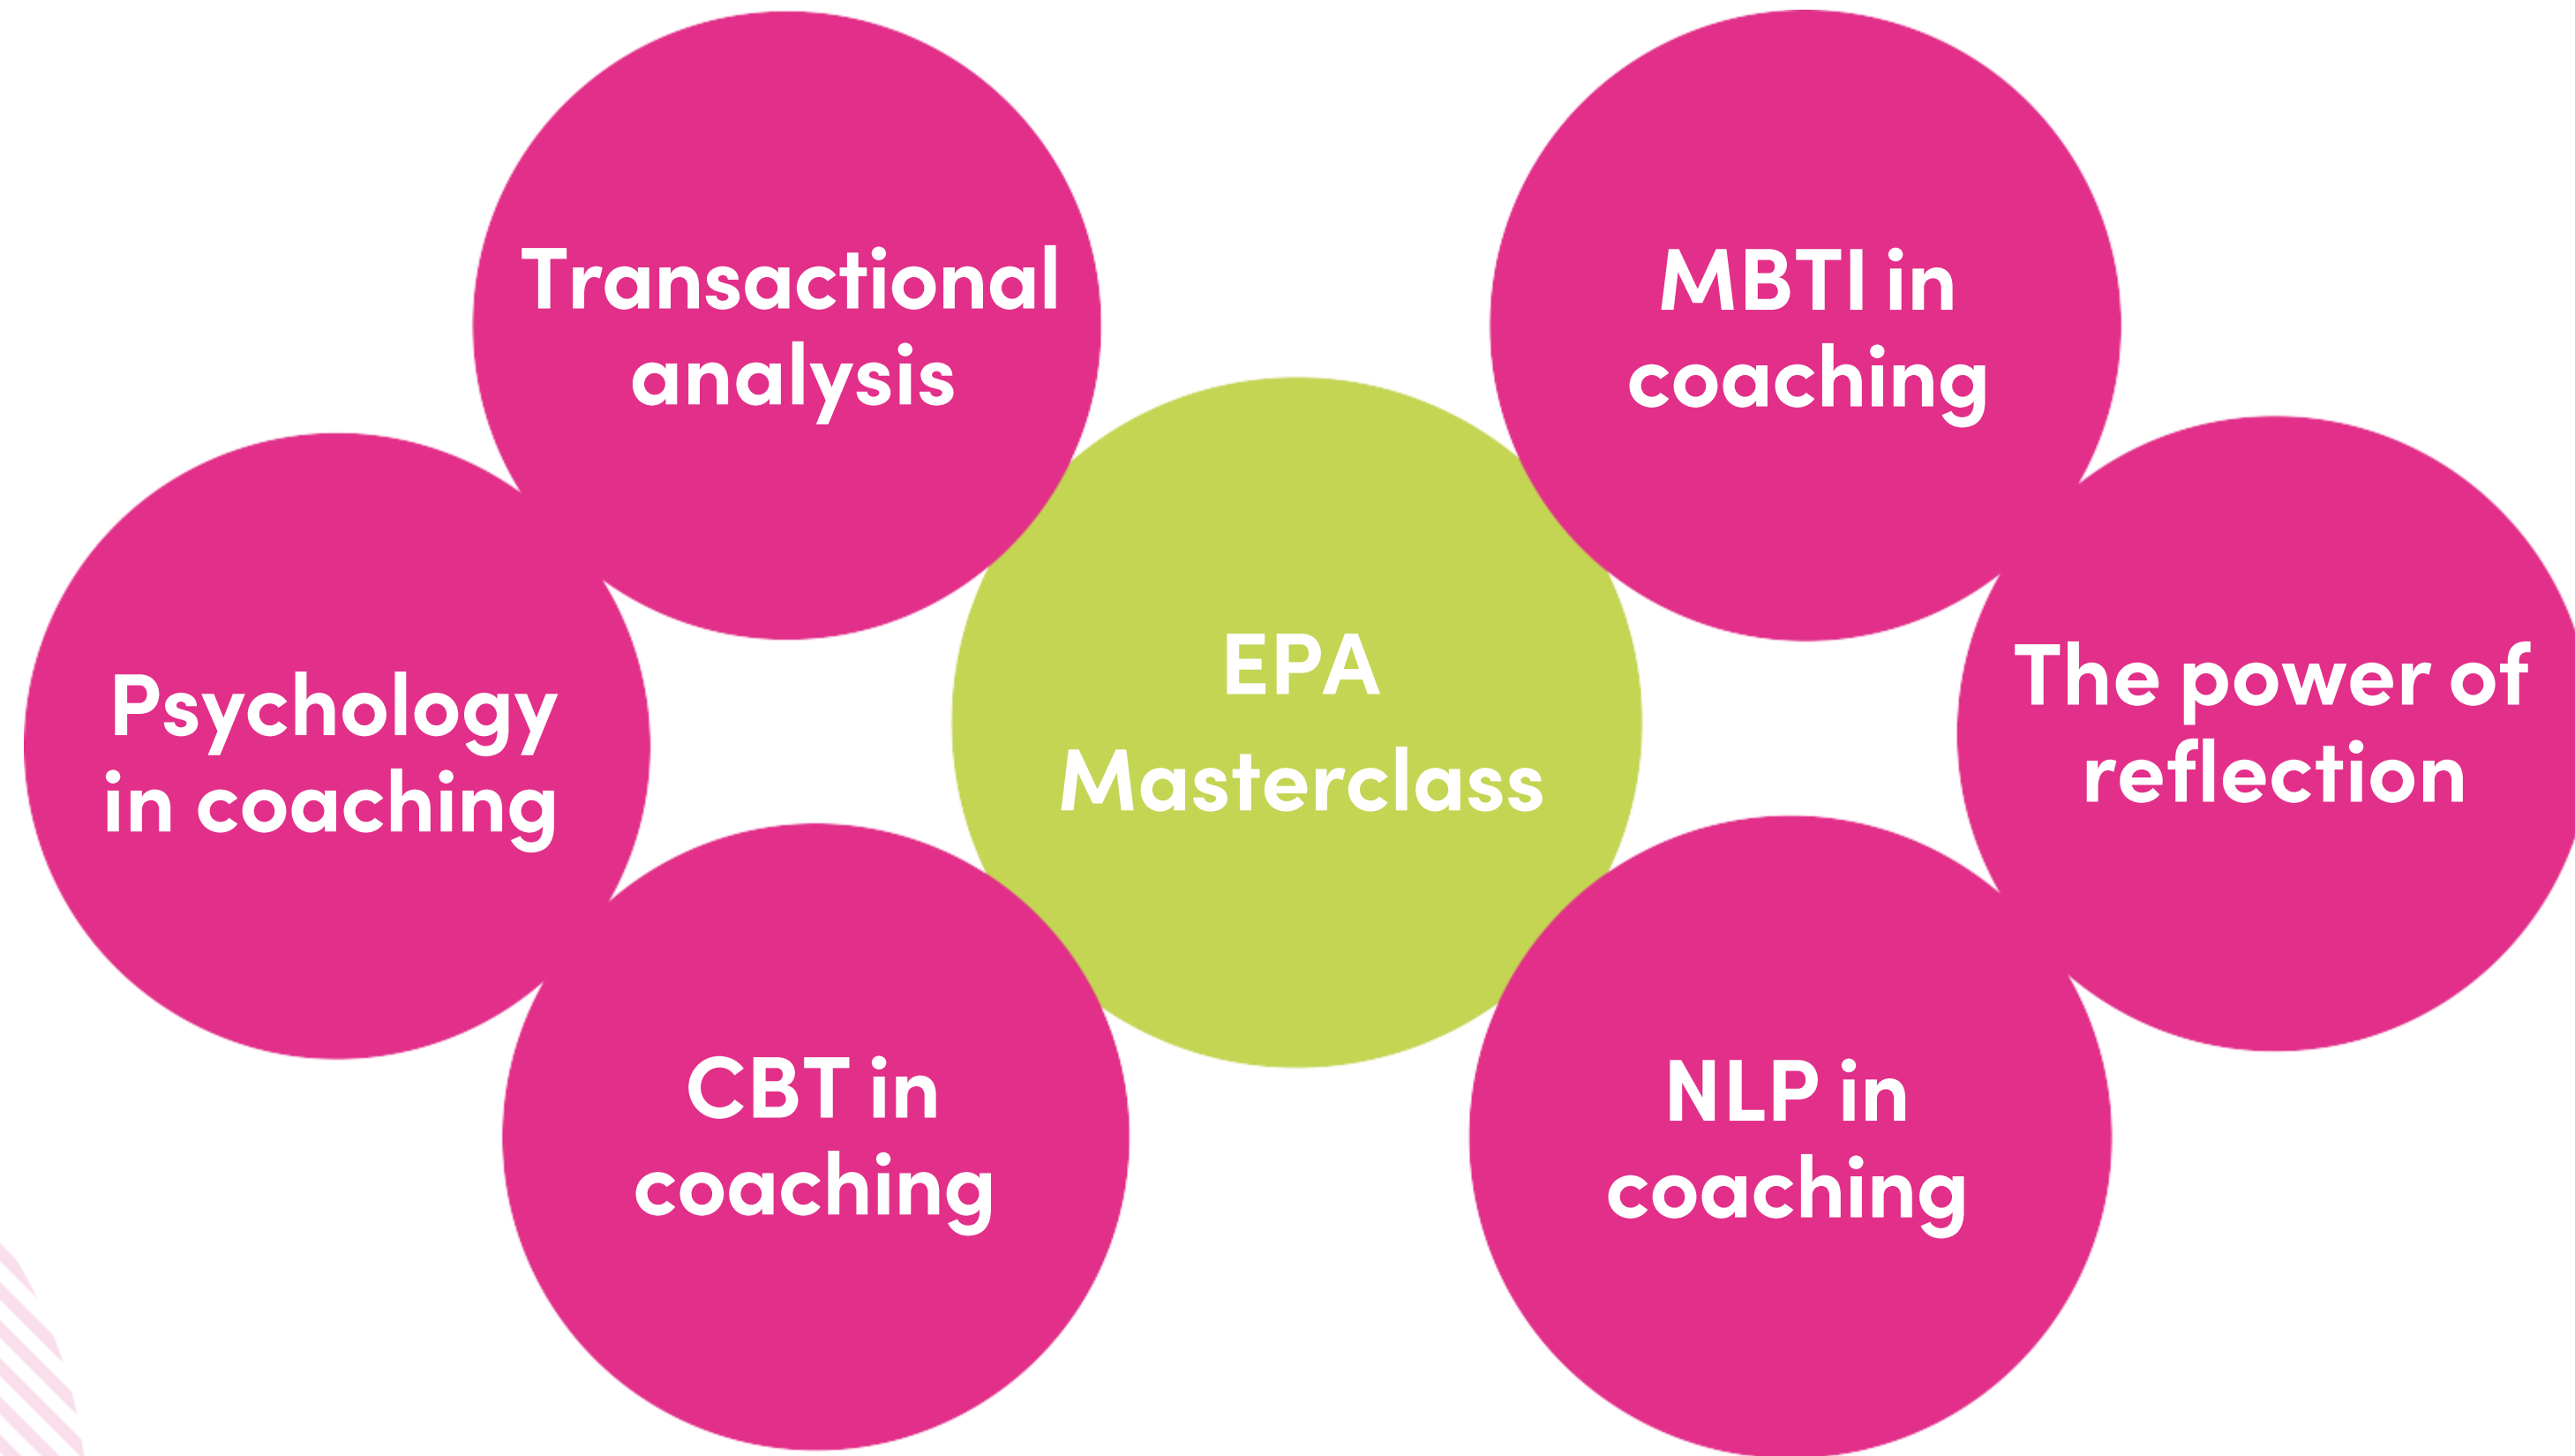 Transactional
analysis
MBTI in
coaching
Psychology
in coaching
EPA
Masterclass
The power of
reflection
CBT in
coaching
NLP in
coaching